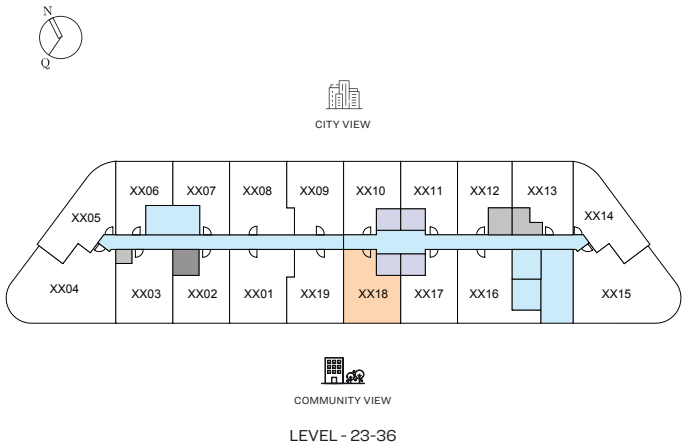 N
Q
CITY VIEW
XX06 XX07 XX08 XX09 XX10 XX11 XX12 XX13
XX05 XX14
XX04 XX03 XX02 XX01 XX19 XX18 XX17 XX16 XX15
COMMUNITY VIEW
LEVEL - 23-36